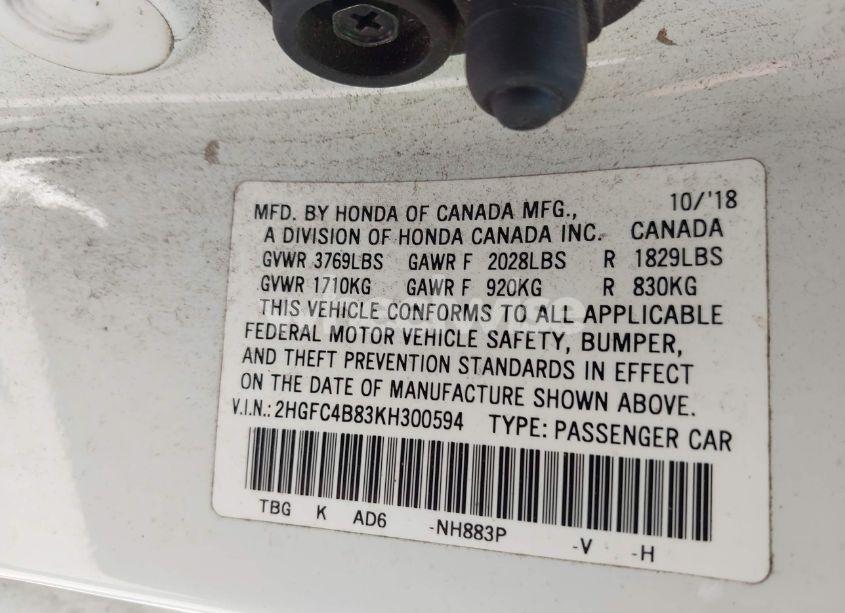 10/'18
MFD. BY HONDA OF CANADA MFG.,
A DIVISION OF HONDA CANADA INC. CANADA
GVWR 3769LBS GAWR F 2028LBS R 1829LBS
GVWR 1710KG GAWR F 920KG R 830KG
THIS VEHICLE CONFORMS TO ALL APPLICABLE
FEDERAL MOTOR VEHICLE SAFETY, BUMPER,
AND THEFT PREVENTION STANDARDS IN EFFECT
ON THE DATE OF MANUFACTURE SHOWN ABOVE.
V.I.N.: 2HGFC4B83KH300594 TYPE: PASSENGER CAR
TBG K AD6 -NH883P -V -H